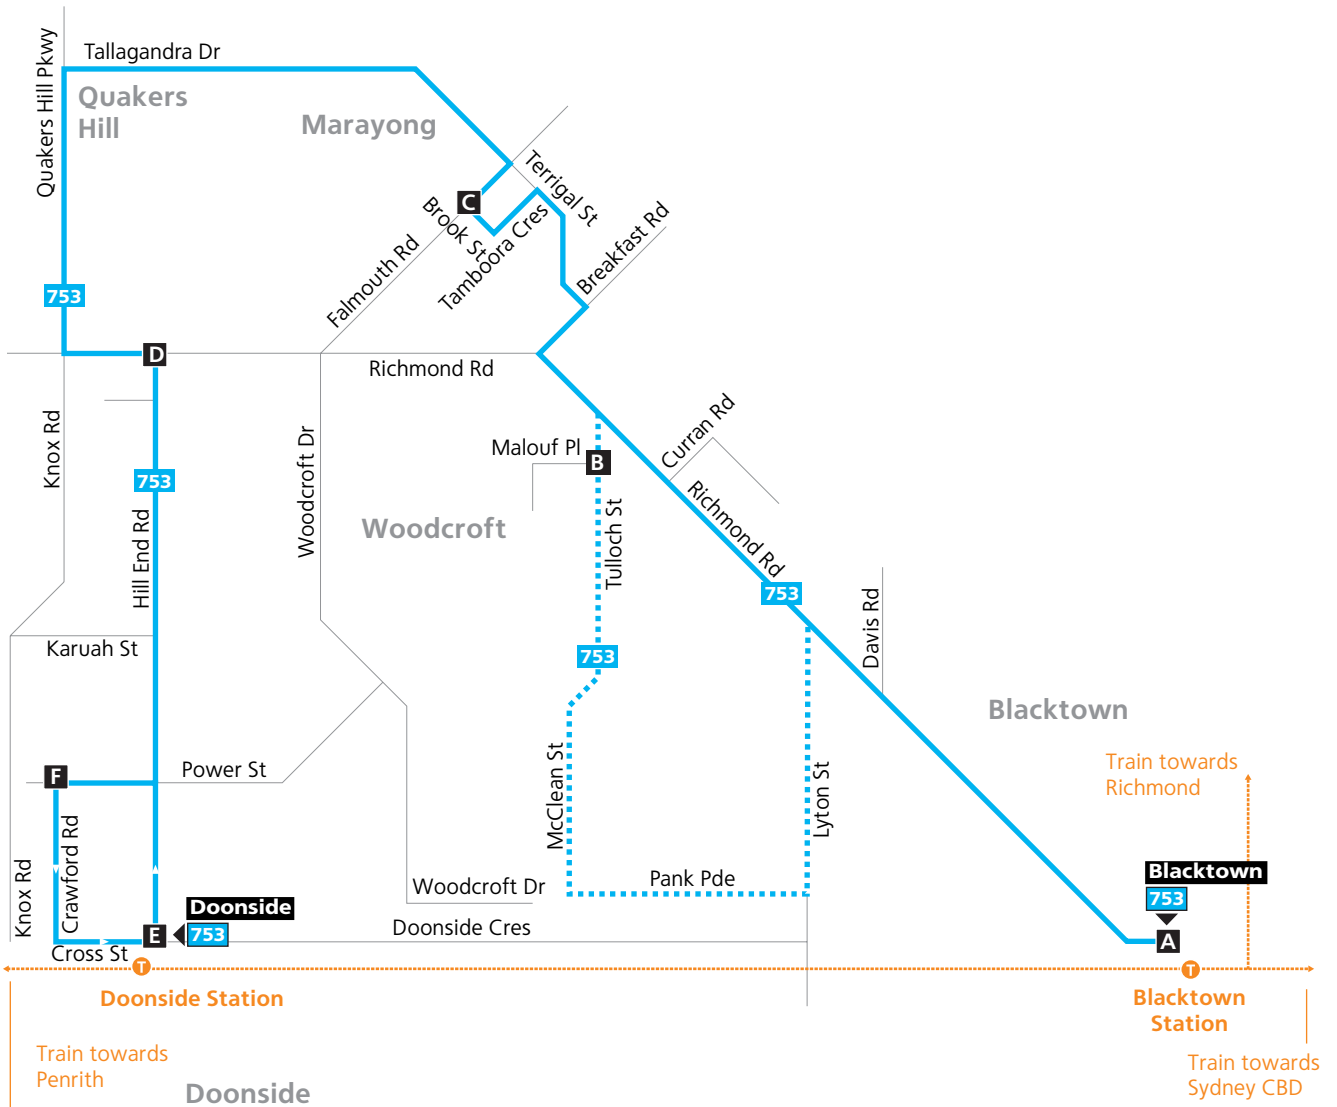 Tallagandra Dr
Quakers Hill Pkwy
Quakers
Hill
Marayong
Terrigal St
C
Brook St
Tamboora Cres
Breakfast Rd
Falmouth Rd
753
D
Richmond Rd
Knox Rd
Woodcroft Dr
Malouf Pl
B
Curran Rd
753
Hill End Rd
Woodcroft
Tulloch St
Richmond Rd
753
Davis Rd
Karuah St
753
Blacktown
F
Power St
McClean St
Lyton St
Train towards
Richmond
Knox Rd
Crawford Rd
Woodcroft Dr
Pank Pde
Blacktown
753
A
Doonside
753
E
Doonside Cres
Cross St
T
T
Doonside Station
Blacktown
Station
Train towards
Penrith
Train towards
Sydney CBD
Doonside